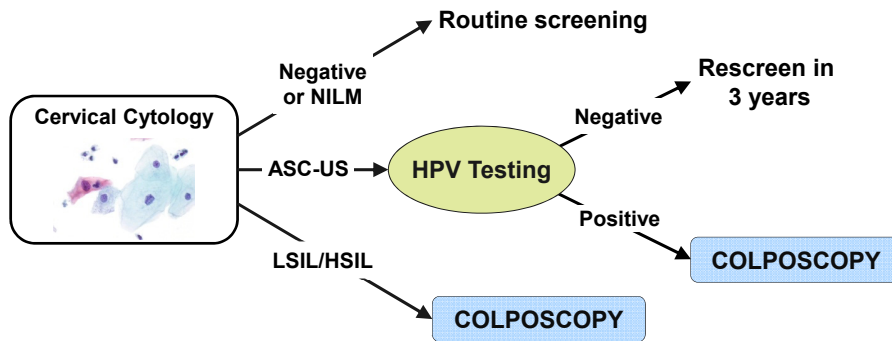 Routine screening
Negative
or NILM
Rescreen in
3 years
Cervical Cytology
Negative
ASC-US
HPV Testing
Positive
LSIL/HSIL
COLPOSCOPY
COLPOSCOPY